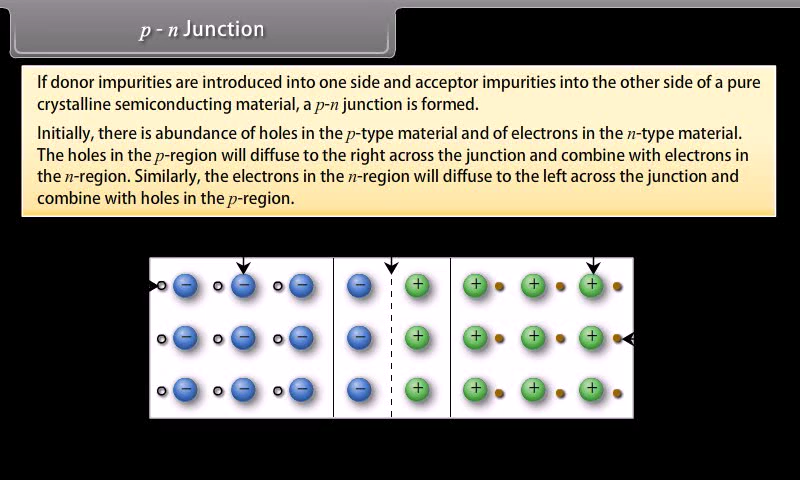 p - n Junction
If donor impurities are introduced into one side and acceptor impurities into the other side of a pure
crystalline semiconducting material, a p-n junction is formed.
Initially, there is abundance of holes in the p-type material and of electrons in the n-type material.
The holes in the p-region will diffuse to the right across the junction and combine with electrons in
the n-region. Similarly, the electrons in the n-region will diffuse to the left across the junction and
combine with holes in the p-region.
− − − − + + + +
− − − − + + + +
− − − − + + + +